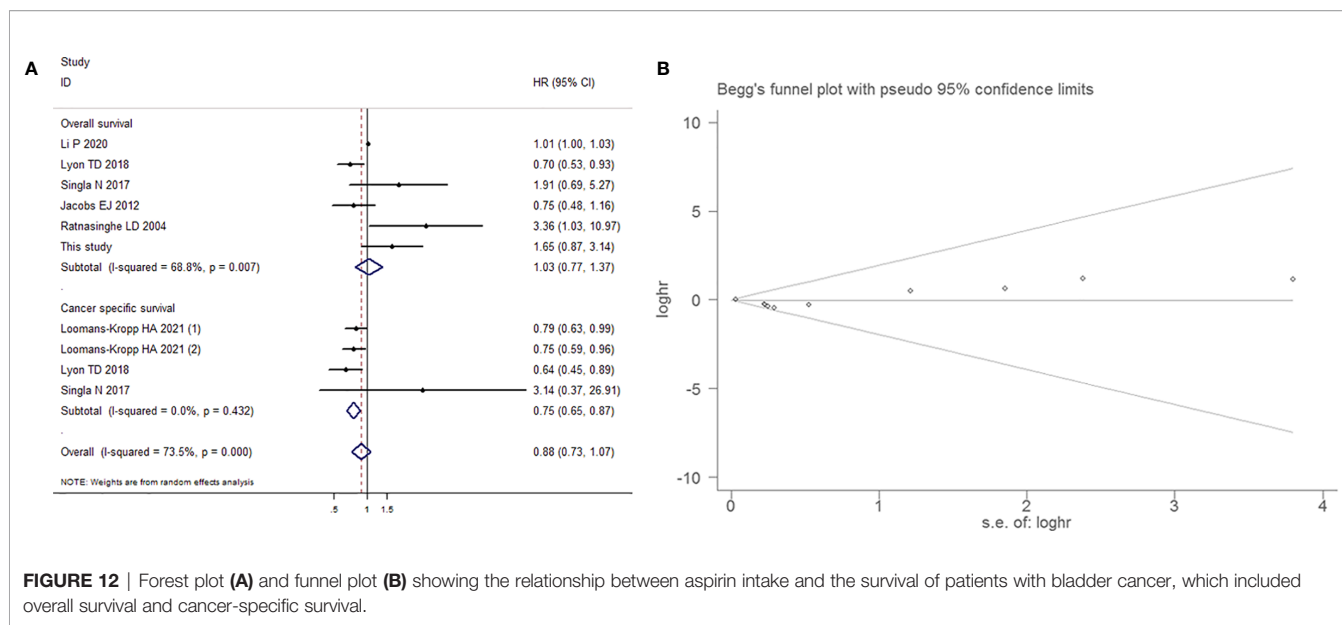 A
Study
ID HR (95% CI)
Overall survival
Li P 2020 1.01 (1.00, 1.03)
Lyon TD 2018 0.70 (0.53, 0.93)
Singla N 2017 1.91 (0.69, 5.27)
Jacobs EJ 2012 0.75 (0.48, 1.16)
Ratnasinghe LD 2004 3.36 (1.03, 10.97)
This study 1.65 (0.87, 3.14)
Subtotal (I-squared = 68.8%, p = 0.007) 1.03 (0.77, 1.37)
.
Cancer specific survival
Loomans-Kropp HA 2021 (1) 0.79 (0.63, 0.99)
Loomans-Kropp HA 2021 (2) 0.75 (0.59, 0.96)
Lyon TD 2018 0.64 (0.45, 0.89)
Singla N 2017 3.14 (0.37, 26.91)
Subtotal (I-squared = 0.0%, p = 0.432) 0.75 (0.65, 0.87)
.
Overall (I-squared = 73.5%, p = 0.000) 0.88 (0.73, 1.07)
NOTE: Weights are from random effects analysis
.5 1 1.5
B
Begg's funnel plot with pseudo 95% confidence limits
10
5
0
-5
-10
loghr
0 1 2 3 4
s.e. of: loghr
FIGURE 12 | Forest plot (A) and funnel plot (B) showing the relationship between aspirin intake and the survival of patients with bladder cancer, which included
overall survival and cancer-specific survival.